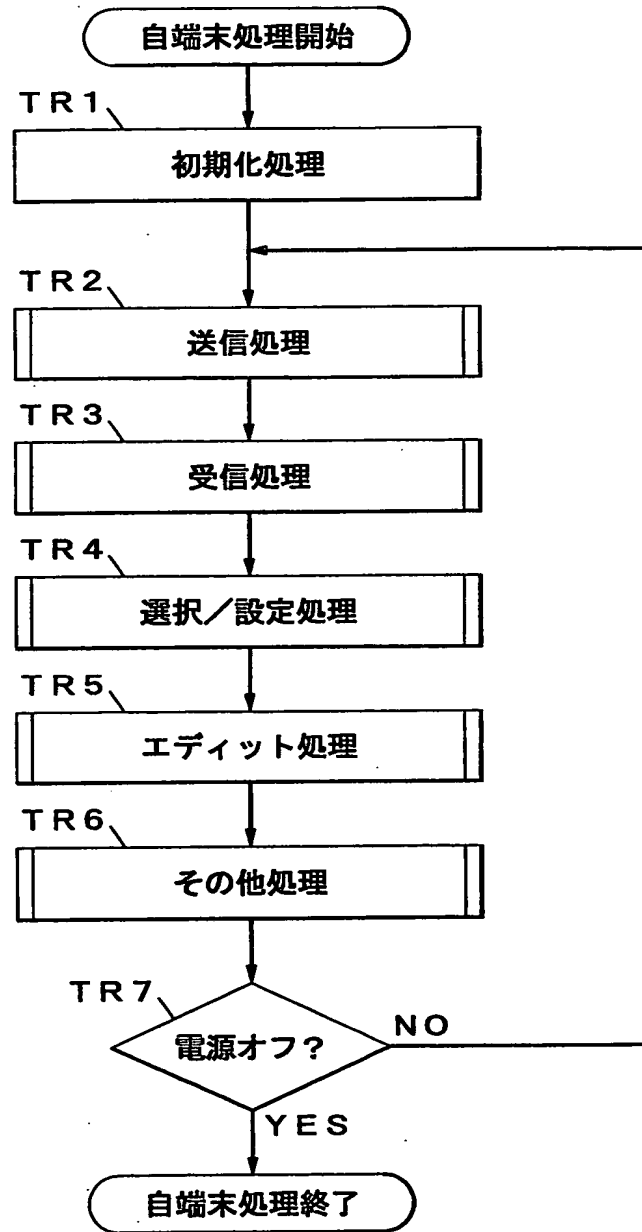 自端末処理開始
TR1
初期化処理
TR2
送信処理
TR3
受信処理
TR4
選択／設定処理
TR5
エディット処理
TR6
その他処理
TR7
電源オフ？
NO
YES
自端末処理終了